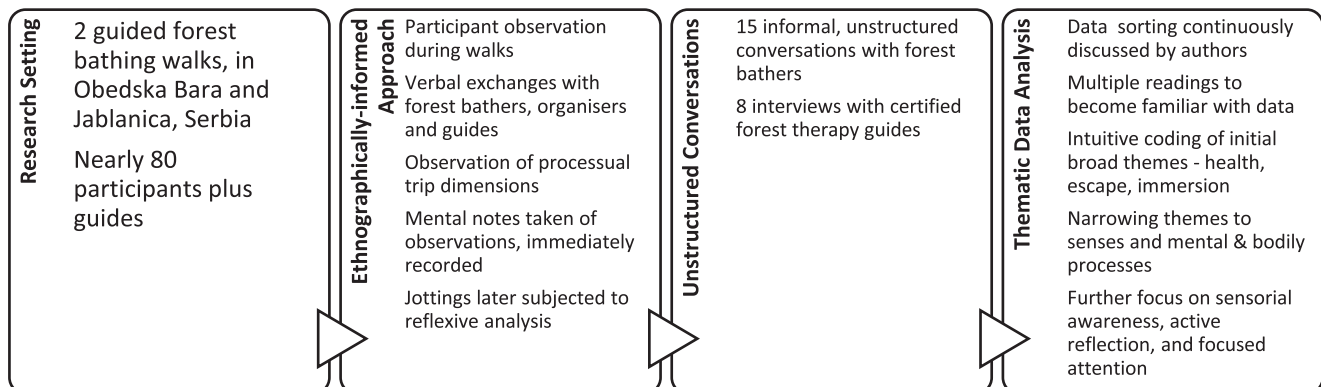 Research Setting
2 guided forest
bathing walks, in
Obedska Bara and
Jablanica, Serbia
Nearly 80
participants plus
guides
Ethnographically-informed
Approach
Participant observation
during walks
Verbal exchanges with
forest bathers, organisers
and guides
Observation of processual
trip dimensions
Mental notes taken of
observations, immediately
recorded
Jottings later subjected to
reflexive analysis
Unstructured Conversations
15 informal, unstructured
conversations with forest
bathers
8 interviews with certified
forest therapy guides
Thematic Data Analysis
Data sorting continuously
discussed by authors
Multiple readings to
become familiar with data
Intuitive coding of initial
broad themes - health,
escape, immersion
Narrowing themes to
senses and mental & bodily
processes
Further focus on sensorial
awareness, active
reflection, and focused
attention